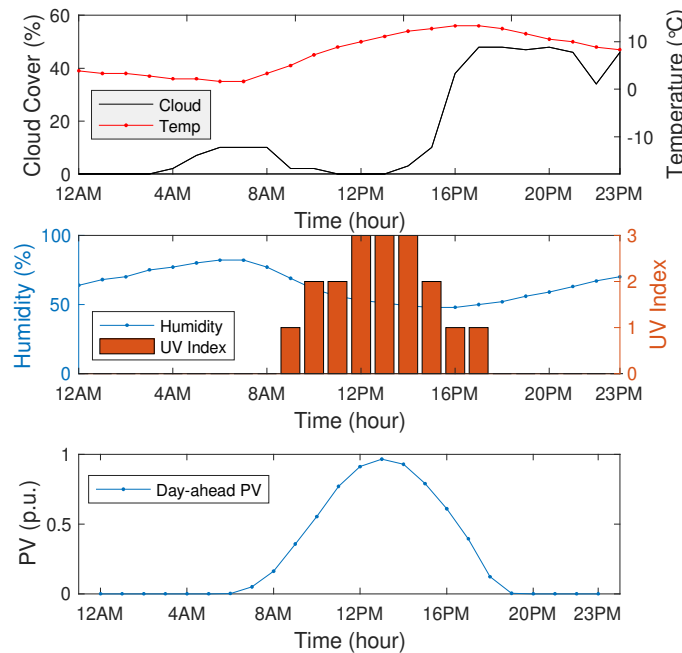 60
40
20
0
Cloud Cover (%)
Cloud
Temp
10
0
-10
Temperature (°C)
12AM 4AM 8AM 12PM 16PM 20PM 23PM
Time (hour)
100
50
0
Humidity (%)
Humidity
UV Index
3
2
1
0
UV Index
12AM 4AM 8AM 12PM 16PM 20PM 23PM
Time (hour)
1
0.5
0
PV (p.u.)
Day-ahead PV
12AM 4AM 8AM 12PM 16PM 20PM 23PM
Time (hour)